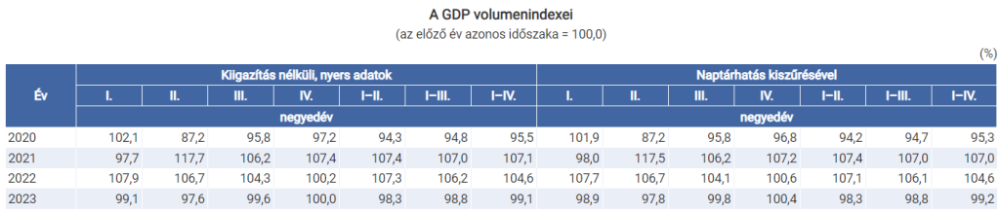 A GDP volumenindexei
(az előző év azonos időszaka = 100,0)
(%)
Év Kiigazítás nélküli, nyers adatok Naptárhatás kiszűrésével
I. II. III. IV. I–II. I–III. I–IV. I. II. III. IV. I–II. I–III. I–IV.
negyedév negyedév
2020 102,1 87,2 95,8 97,2 94,3 94,8 95,5 101,9 87,2 95,8 96,8 94,2 94,7 95,3
2021 97,7 117,7 106,2 107,4 107,4 107,0 107,1 98,0 117,5 106,2 107,2 107,4 107,0 107,0
2022 107,9 106,7 104,3 100,2 107,3 106,2 104,6 107,7 106,7 104,1 100,6 107,1 106,1 104,6
2023 99,1 97,6 99,6 100,0 98,3 98,8 99,1 98,9 97,8 99,8 100,4 98,3 98,8 99,2